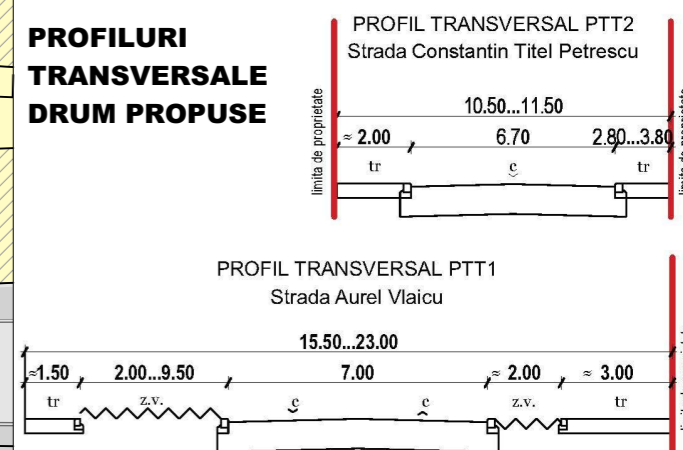 PROFILURI
TRANSVERSALE
DRUM PROPUSE
PROFIL TRANSVERSAL PTT2
Strada Constantin Titel Petrescu
limita de proprietate
10.50...11.50
≈ 2.00 6.70 2.80...3.80
tr c tr
PROFIL TRANSVERSAL PTT1
Strada Aurel Vlaicu
15.50...23.00
≈1.50 2.00...9.50 7.00 ≈ 2.00 ≈ 3.00
tr z.v. c c z.v. tr